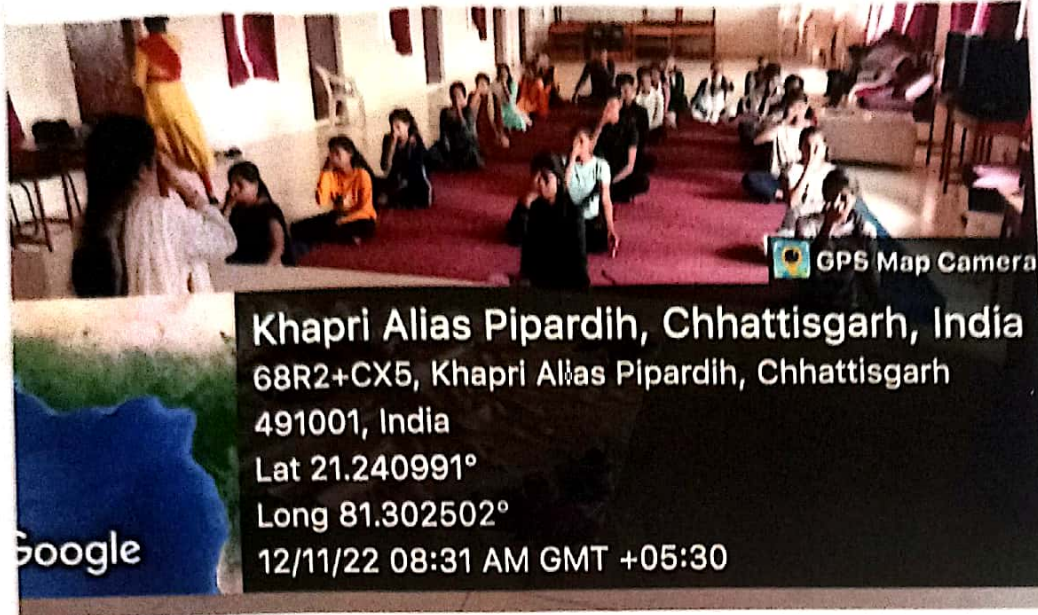 GPS Map Camera
Khapri Alias Pipardih, Chhattisgarh, India
68R2+CX5, Khapri Alias Pipardih, Chhattisgarh
491001, India
Lat 21.240991°
Long 81.302502°
12/11/22 08:31 AM GMT +05:30
Google